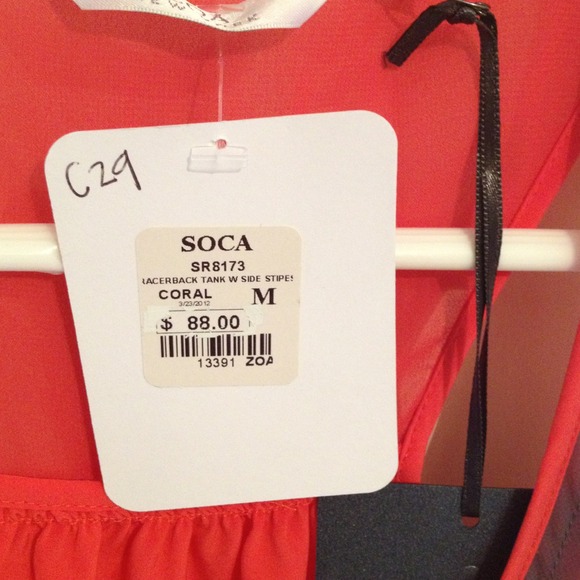 C29
SOCA
SR8173
RACERBACK TANK W SIDE STIPES
CORAL M
3/23/2012
$ 88.00
13391 ZOA